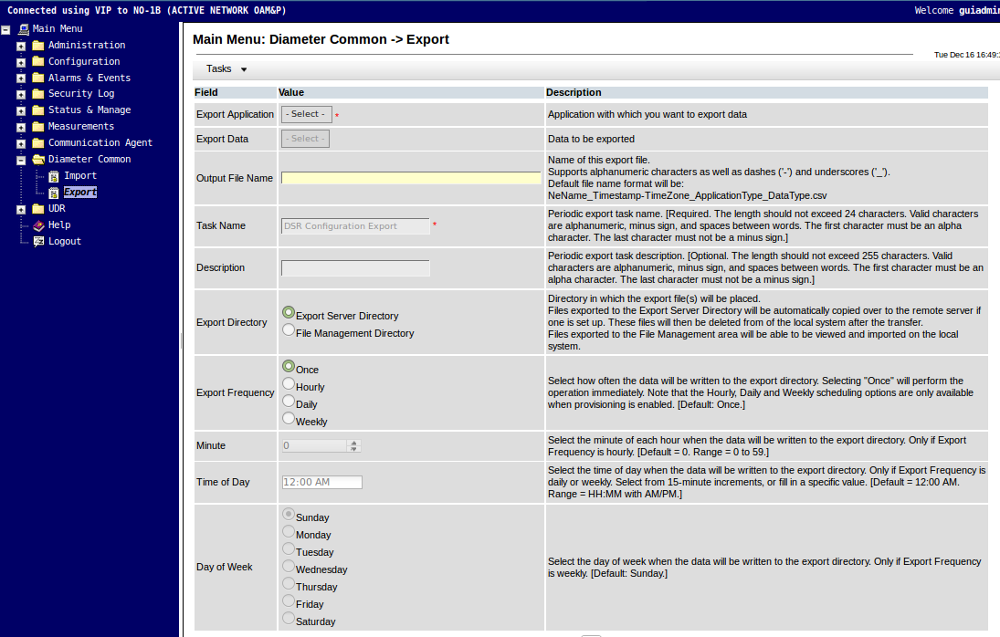 Connected using VIP to NO-1B (ACTIVE NETWORK OAM&P)
Welcome guiadmin
Main Menu
Administration
Configuration
Alarms & Events
Security Log
Status & Manage
Measurements
Communication Agent
Diameter Common
Import
Export
UDR
Help
Logout
Main Menu: Diameter Common -> Export
Tue Dec 16 16:49:
Tasks
Field Value Description
Export Application - Select - * Application with which you want to export data
Export Data - Select - Data to be exported
Output File Name
Name of this export file.
Supports alphanumeric characters as well as dashes ('-') and underscores ('_').
Default file name format will be:
NeName_Timestamp-TimeZone_ApplicationType_DataType.csv
Task Name DSR Configuration Export *
Periodic export task name. [Required. The length should not exceed 24 characters. Valid characters
are alphanumeric, minus sign, and spaces between words. The first character must be an alpha
character. The last character must not be a minus sign.]
Description
Periodic export task description. [Optional. The length should not exceed 255 characters. Valid
characters are alphanumeric, minus sign, and spaces between words. The first character must be an
alpha character. The last character must not be a minus sign.]
Export Directory
Export Server Directory
File Management Directory
Directory in which the export file(s) will be placed.
Files exported to the Export Server Directory will be automatically copied over to the remote server if
one is set up. These files will then be deleted from of the local system after the transfer.
Files exported to the File Management area will be able to be viewed and imported on the local
system.
Export Frequency
Once
Hourly
Daily
Weekly
Select how often the data will be written to the export directory. Selecting "Once" will perform the
operation immediately. Note that the Hourly, Daily and Weekly scheduling options are only available
when provisioning is enabled. [Default: Once.]
Minute 0
Select the minute of each hour when the data will be written to the export directory. Only if Export
Frequency is hourly. [Default = 0. Range = 0 to 59.]
Time of Day 12:00 AM
Select the time of day when the data will be written to the export directory. Only if Export Frequency is
daily or weekly. Select from 15-minute increments, or fill in a specific value. [Default = 12:00 AM.
Range = HH:MM with AM/PM.]
Day of Week
Sunday
Monday
Tuesday
Wednesday
Thursday
Friday
Saturday
Select the day of week when the data will be written to the export directory. Only if Export Frequency
is weekly. [Default: Sunday.]